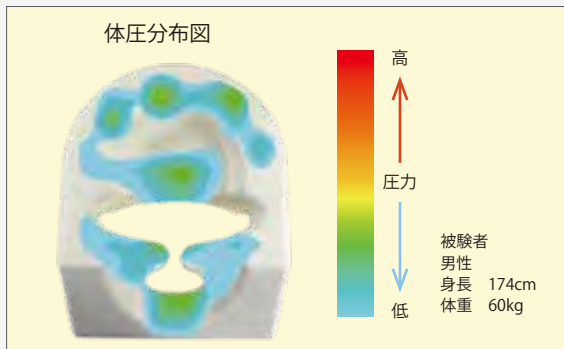 体圧分布図
高
圧力
低
被験者
男性
身長　174cm
体重　60kg